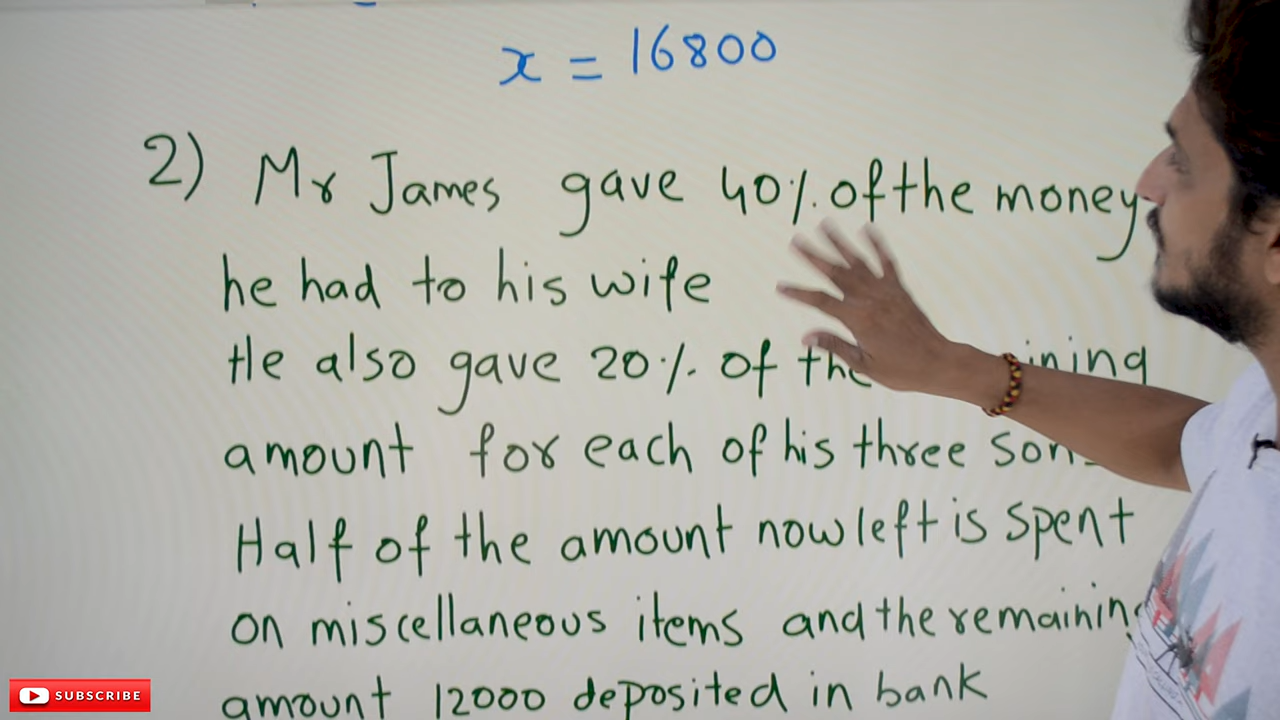 x = 16800
2) Mr James gave 40% of the money
he had to his wife
He also gave 20% of the
amount for each of his three sons
Half of the amount now left is spent
on miscellaneous items and the remaining
amount 12000 deposited in bank
SUBSCRIBE